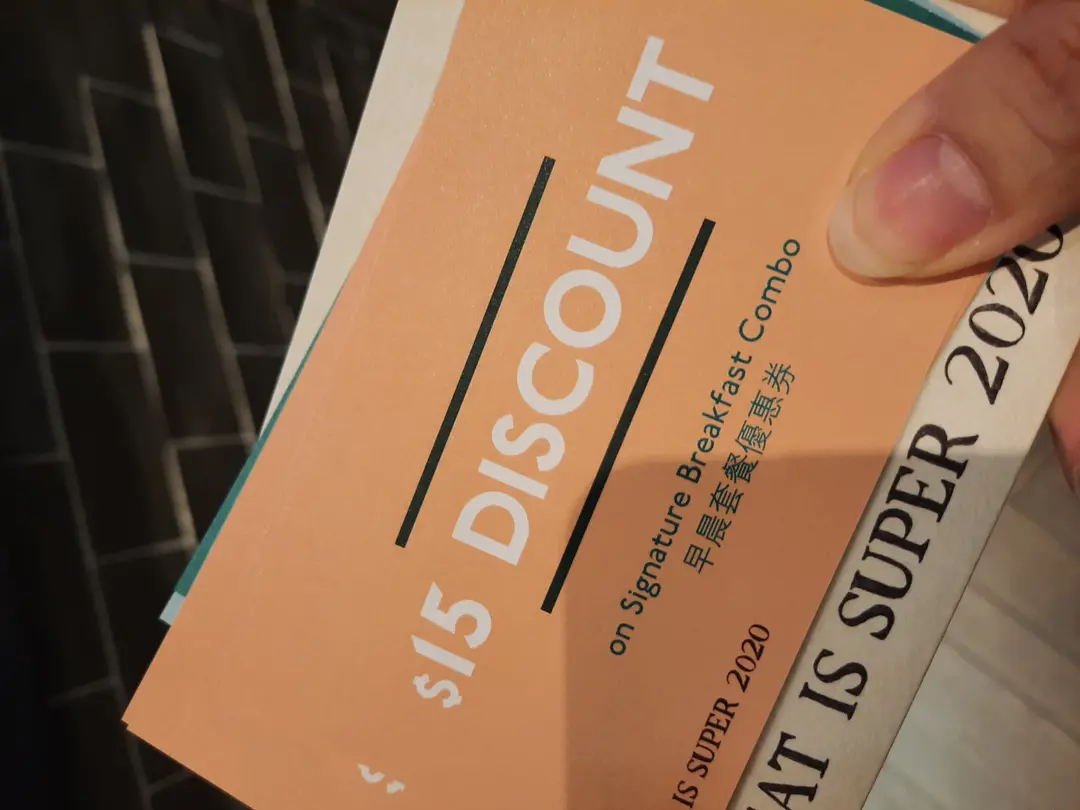 $15 DISCOUNT
on Signature Breakfast Combo
早晨套餐優惠券
IS SUPER 2020
IS SUPER 2020